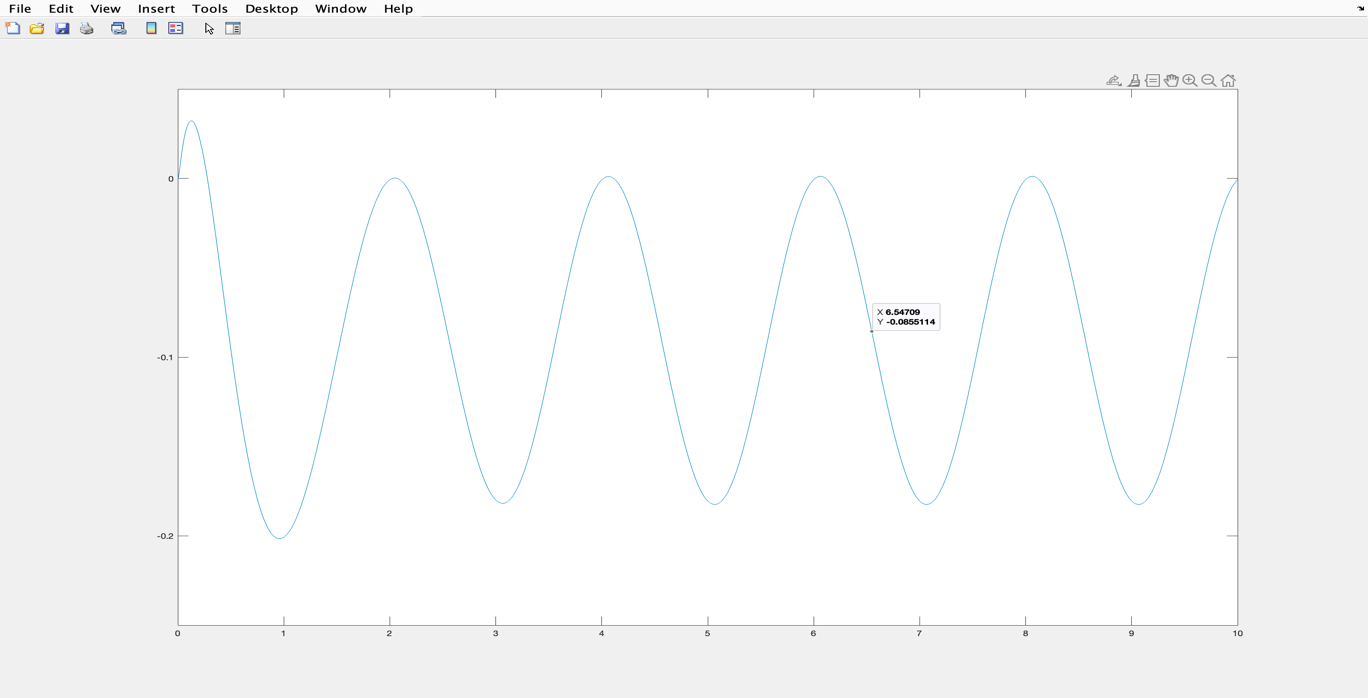 File Edit View Insert Tools Desktop Window Help
0
-0.1
-0.2
X 6.54709
Y -0.0855114
0 1 2 3 4 5 6 7 8 9 10